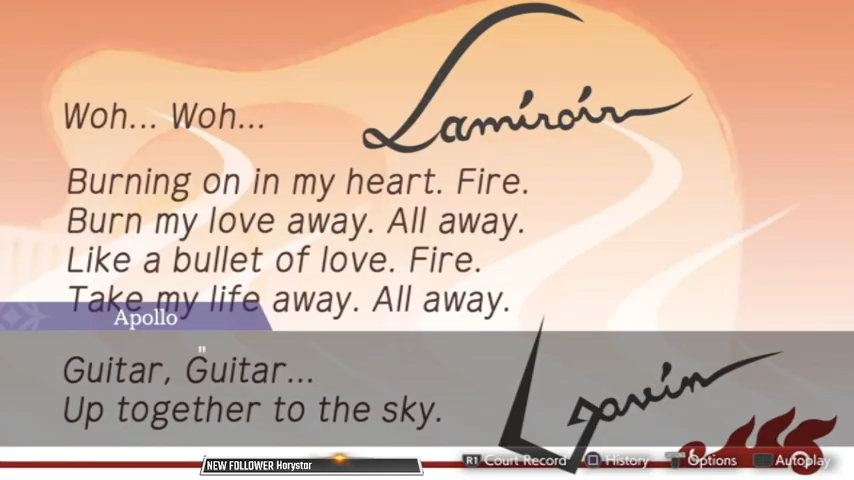 Lamiroir
Woh... Woh...
Burning on in my heart. Fire.
Burn my love away. All away.
Like a bullet of love. Fire.
Take my life away. All away.
Apollo
"
Guitar, Guitar...
Up together to the sky.
Gavin
R1 Court Record History Options Autoplay
NEW FOLLOWER Horystar